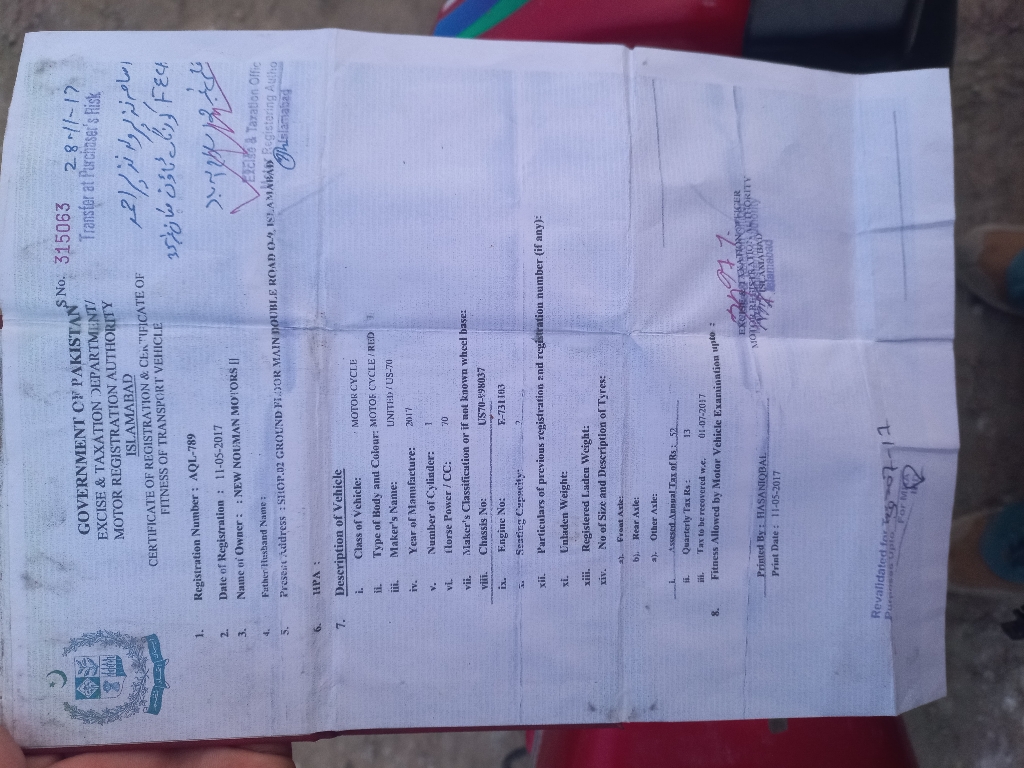 S No. 315063
28-11-17
Transfer at Purchaser's Risk
GOVERNMENT OF PAKISTAN
EXCISE & TAXATION DEPARTMENT/
MOTOR REGISTRATION AUTHORITY
ISLAMABAD
CERTIFICATE OF REGISTRATION & CERTIFICATE OF
FITNESS OF TRANSPORT VEHICLE
Excise & Taxation Offic
Registering Autho
Islamabad
1. Registration Number : AQL-789
2. Date of Registration : 11-05-2017
3. Name of Owner : : NEW NOUMAN MOTORS []
4. Father/Husband Name :
5. Present Address : : SHOP.02 GROUND FLOOR MAIN DOUBLE ROAD ISLAMABAD
6. HPA :
7. Description of Vehicle
i. Class of Vehicle: MOTOR CYCLE
ii. Type of Body and Colour: MOTOR CYCLE / RED
iii. Maker's Name: UNITED / US-70
iv. Year of Manufacture: 2017
v. Number of Cylinder: 1
vi. Horse Power / CC: 70
vii. Maker's Classification or if not known wheel base:
viii. Chassis No: US70-898037
ix. Engine No:
x. Seating Capacity: 2
xii. Particulars of previous registration and registration number (if any):
xi. Unladen Weight:
xiii. Registered Laden Weight:
xiv. No of Size and Description of Tyres:
a). Front Axle:
b). Rear Axle:
a). Other Axle:
i. Assessed Annual Tax of Rs : 52
ii. Quarterly Tax Rs : 13
iii. Tax to be recovered w.e. 01-07-2017
8. Fitness Allowed by Motor Vehicle Examination upto :
EXCISE & TAXATION OFFICER
MOTOR REGISTRATION AUTHORITY
ISLAMABAD
Printed By : HASANIQBAL
Print Date : 11-05-2017
Revalidated for